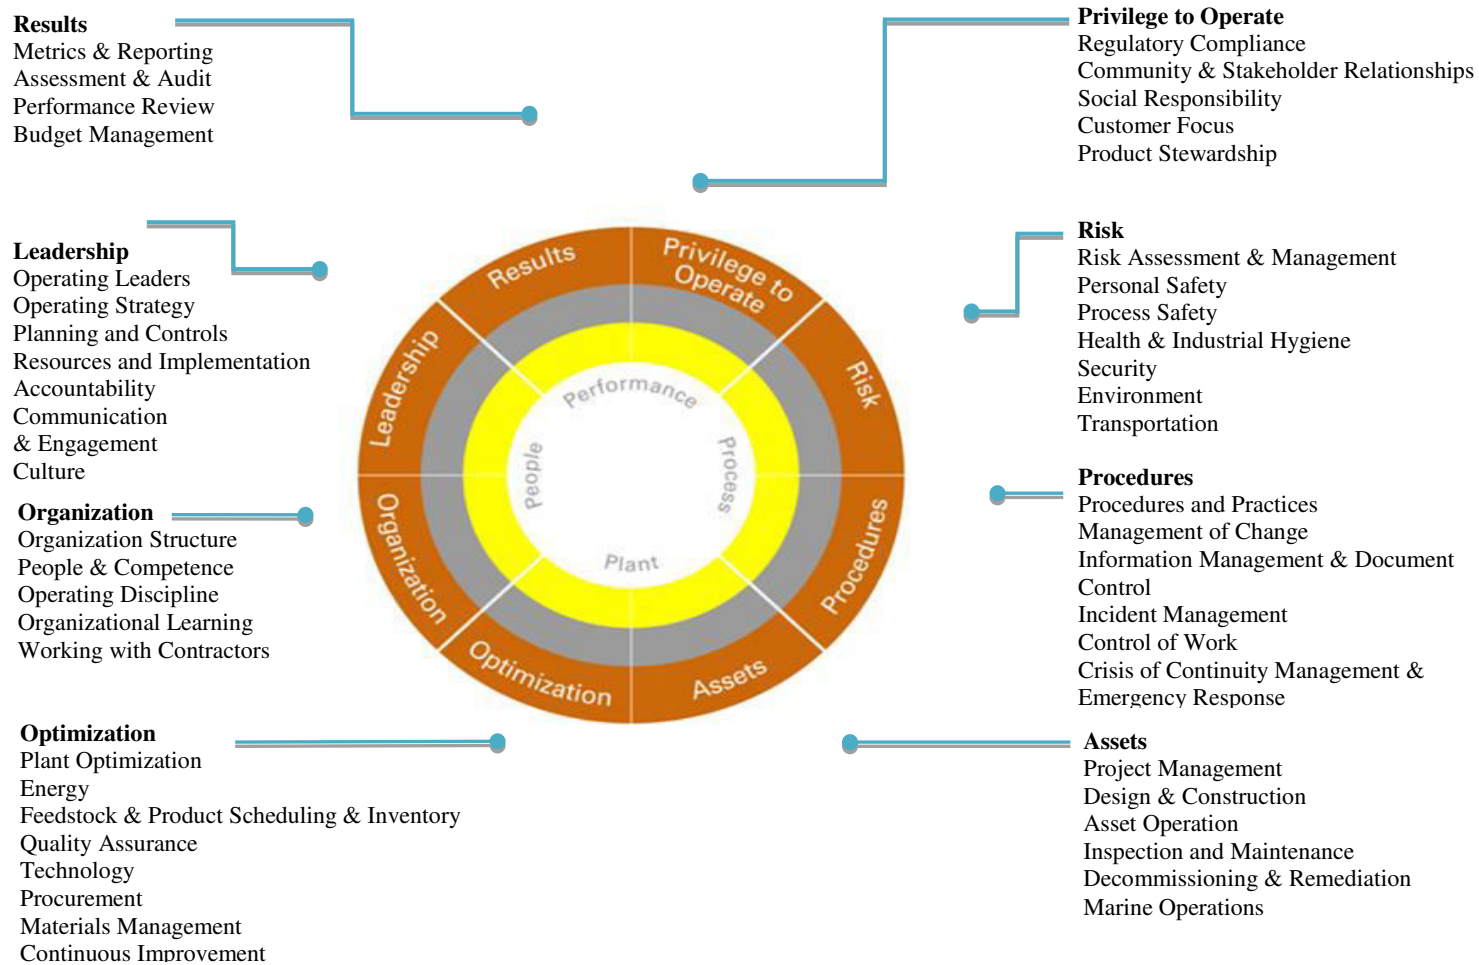 Results
Metrics & Reporting
Assessment & Audit
Performance Review
Budget Management
Privilege to Operate
Regulatory Compliance
Community & Stakeholder Relationships
Social Responsibility
Customer Focus
Product Stewardship
Leadership
Operating Leaders
Operating Strategy
Planning and Controls
Resources and Implementation
Accountability
Communication
& Engagement
Culture
Risk
Risk Assessment & Management
Personal Safety
Process Safety
Health & Industrial Hygiene
Security
Environment
Transportation
Results
Privilege to
Operate
Leadership
Risk
Performance
People
Process
Plant
Organization
Procedures
Optimization
Assets
Organization
Organization Structure
People & Competence
Operating Discipline
Organizational Learning
Working with Contractors
Procedures
Procedures and Practices
Management of Change
Information Management & Document
Control
Incident Management
Control of Work
Crisis of Continuity Management &
Emergency Response
Optimization
Plant Optimization
Energy
Feedstock & Product Scheduling & Inventory
Quality Assurance
Technology
Procurement
Materials Management
Continuous Improvement
Assets
Project Management
Design & Construction
Asset Operation
Inspection and Maintenance
Decommissioning & Remediation
Marine Operations